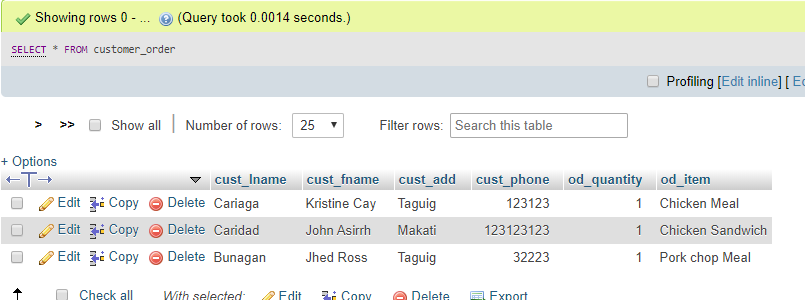 Showing rows 0 - ... (Query took 0.0014 seconds.)
SELECT * FROM customer_order
Profiling [Edit inline] [ Ed
> >> Show all | Number of rows: 25 Filter rows: Search this table
+ Options
cust_lname cust_fname cust_add cust_phone od_quantity od_item
Edit Copy Delete Cariaga Kristine Cay Taguig 123123 1 Chicken Meal
Edit Copy Delete Caridad John Asirrh Makati 123123123 1 Chicken Sandwich
Edit Copy Delete Bunagan Jhed Ross Taguig 32223 1 Pork chop Meal
Check all With selected: Edit Copy Delete Export